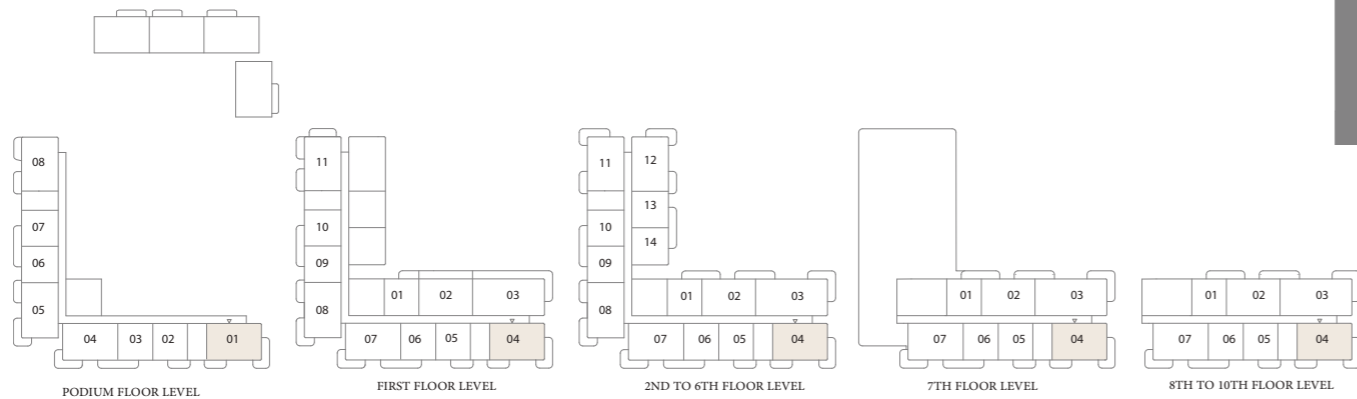 08
07
06
05
04 03 02 01
PODIUM FLOOR LEVEL
11
10
09
08
01 02 03
07 06 05 04
FIRST FLOOR LEVEL
11 12
13
10
14
09
08
01 02 03
07 06 05 04
2ND TO 6TH FLOOR LEVEL
01 02 03
07 06 05 04
7TH FLOOR LEVEL
01 02 03
07 06 05 04
8TH TO 10TH FLOOR LEVEL